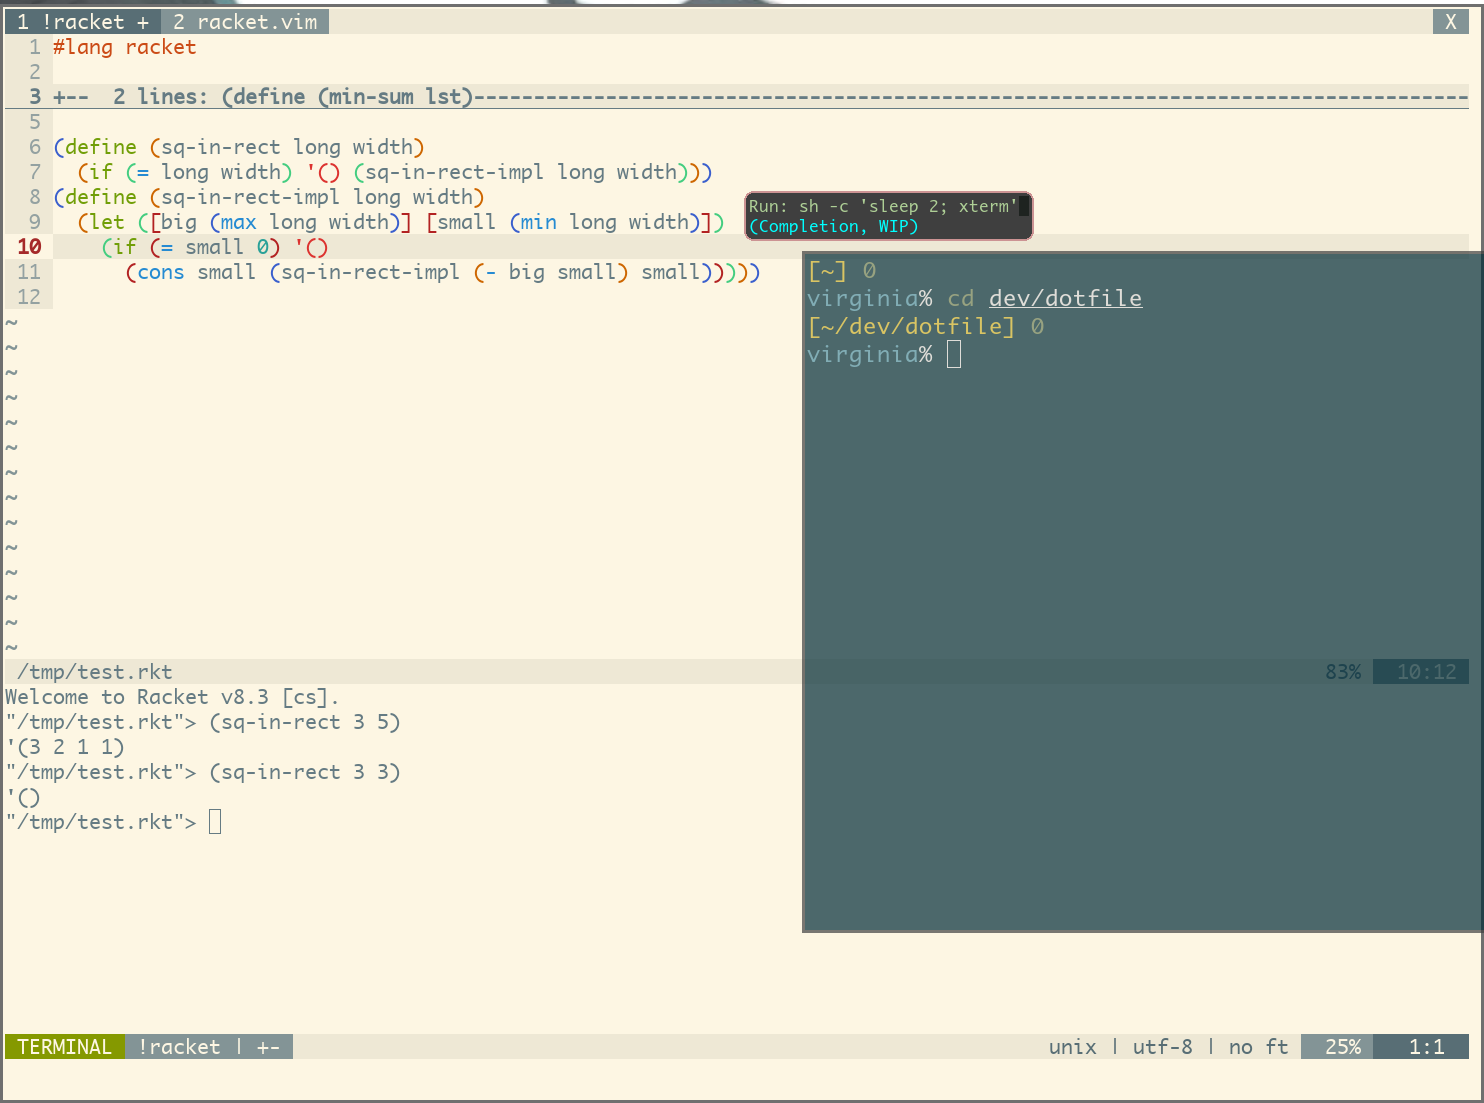 1 !racket + 2 racket.vim X
1 #lang racket
2
3 +-- 2 lines: (define (min-sum lst)-----------------------------------------------------------------------------------
5
6 (define (sq-in-rect long width)
7 (if (= long width) '() (sq-in-rect-impl long width)))
8 (define (sq-in-rect-impl long width)
9 (let ([big (max long width)] [small (min long width)])
10 (if (= small 0) '()
11 (cons small (sq-in-rect-impl (- big small) small)))))
12
~
~
~
~
~
~
~
~
~
~
~
~
~
~
/tmp/test.rkt 83% 10:12
Welcome to Racket v8.3 [cs].
"/tmp/test.rkt"> (sq-in-rect 3 5)
'(3 2 1 1)
"/tmp/test.rkt"> (sq-in-rect 3 3)
'()
"/tmp/test.rkt">
Run: sh -c 'sleep 2; xterm'
(Completion, WIP)
[~] 0
virginia% cd dev/dotfile
[~/dev/dotfile] 0
virginia%
TERMINAL !racket | +- unix | utf-8 | no ft 25% 1:1